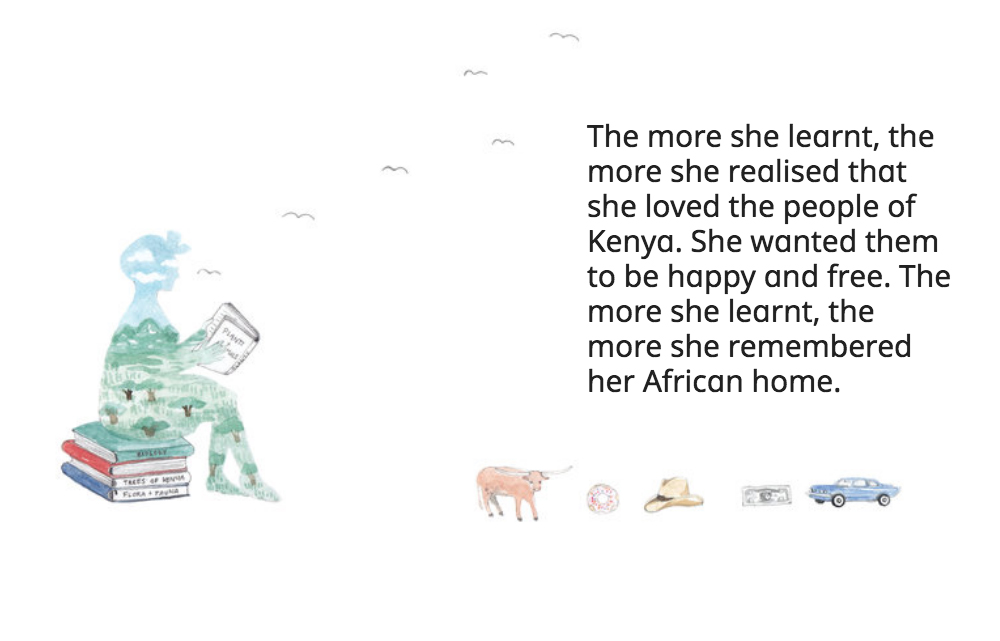 The more she learnt, the
more she realised that
she loved the people of
Kenya. She wanted them
to be happy and free. The
more she learnt, the
more she remembered
her African home.
PLANTS
TALES OF KENYA
FLORA + FAUNA